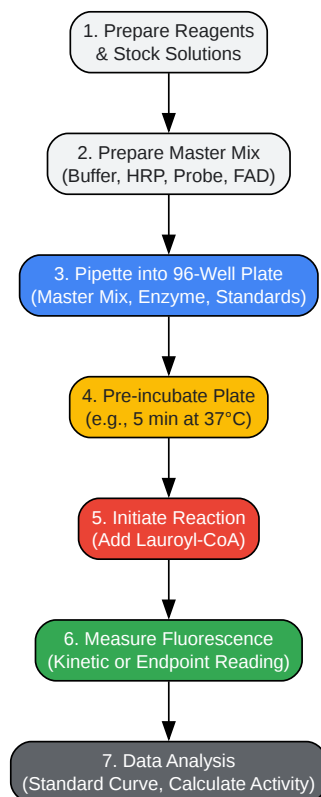 1. Prepare Reagents
& Stock Solutions
2. Prepare Master Mix
(Buffer, HRP, Probe, FAD)
3. Pipette into 96-Well Plate
(Master Mix, Enzyme, Standards)
4. Pre-incubate Plate
(e.g., 5 min at 37°C)
5. Initiate Reaction
(Add Lauroyl-CoA)
6. Measure Fluorescence
(Kinetic or Endpoint Reading)
7. Data Analysis
(Standard Curve, Calculate Activity)